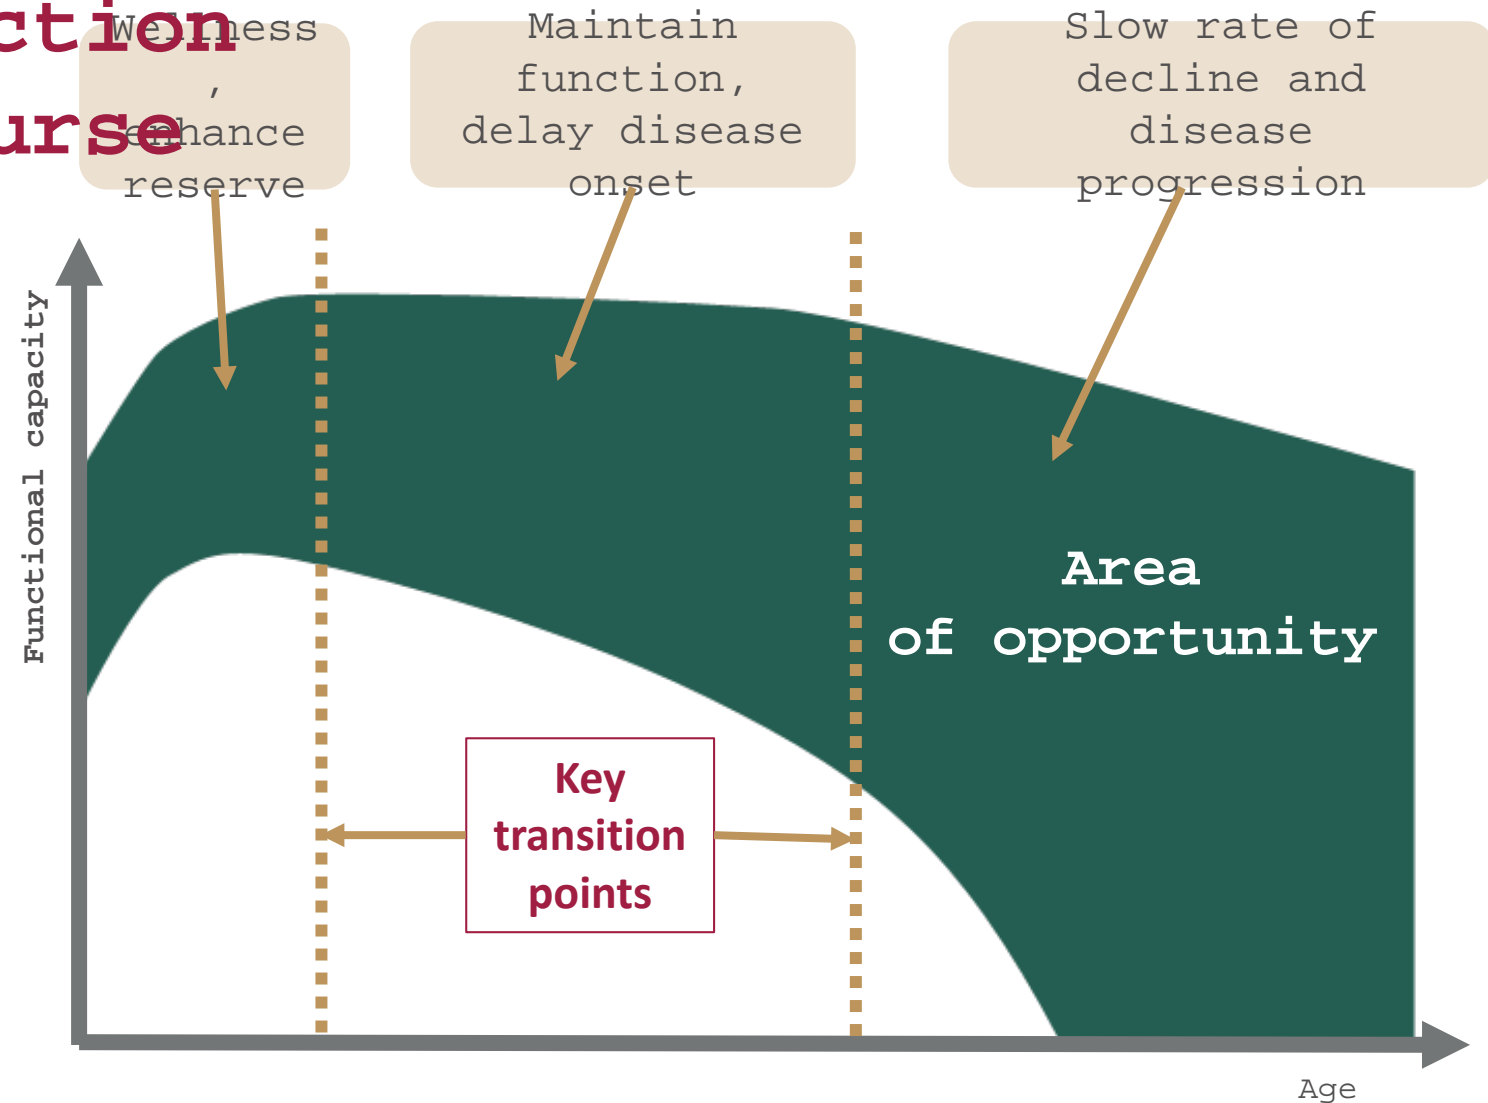 ction
urse
Wellness
,
enhance
reserve
Maintain
function,
delay disease
onset
Slow rate of
decline and
disease
progression
Functional capacity
Area
of opportunity
Key
transition
points
Age